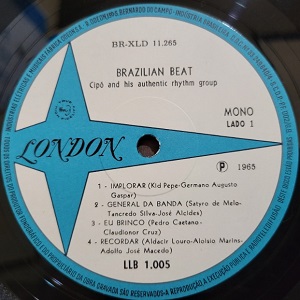 BR-XLD 11.265
BRAZILIAN BEAT
Cipó and his authentic rhythm group
MONO
LADO 1
LONDON
℗ 1965
1 - IMPLORAR (Kid Pepe-Germano Augusto
Gaspar)
2 - GENERAL DA BANDA (Satyro de Melo-
Tancredo Silva-José Alcides)
3 - EU BRINCO (Pedro Caetano-
Claudionor Cruz)
4 - RECORDAR (Aldacir Louro-Aloisio Marins-
Adolfo José Macedo)
LLB 1.005